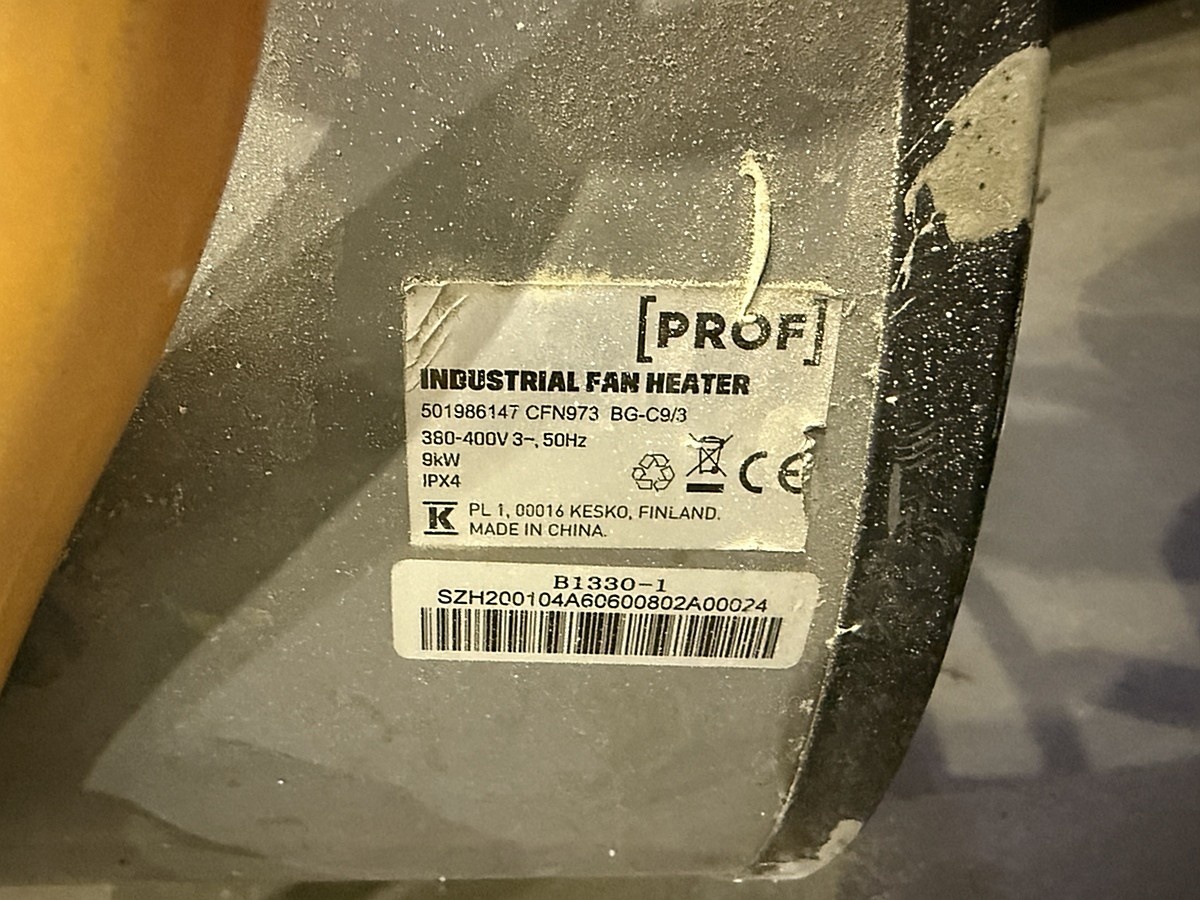 [PROF]
INDUSTRIAL FAN HEATER
501986147 CFN973 BG-C9/3
380-400V 3~, 50Hz
9kW
IPX4
CE
K
PL 1, 00016 KESKO, FINLAND.
MADE IN CHINA.
B1330-1
SZH200104A60600802A00024